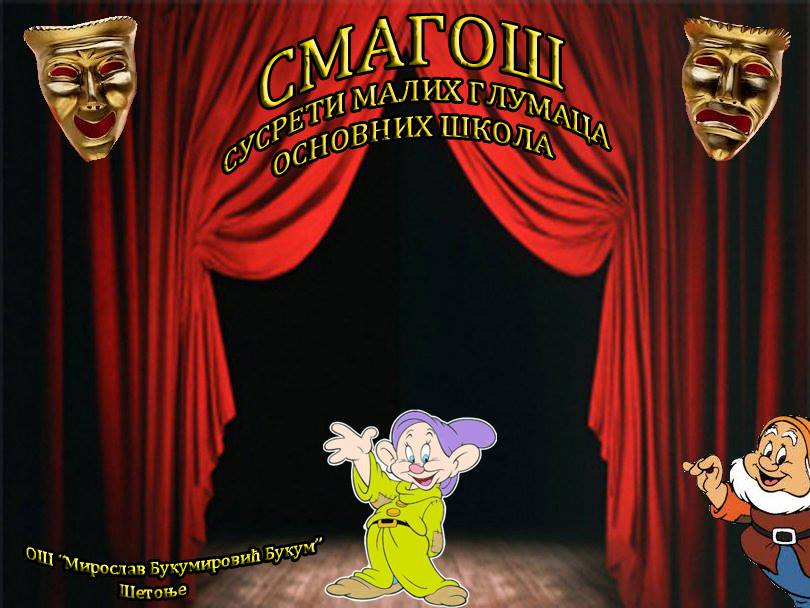 СМАГОШ
СУСРЕТИ МАЛИХ ГЛУМАЦА
ОСНОВНИХ ШКОЛА
ОШ "Мирослав Букумировић Букум"
Шетоње